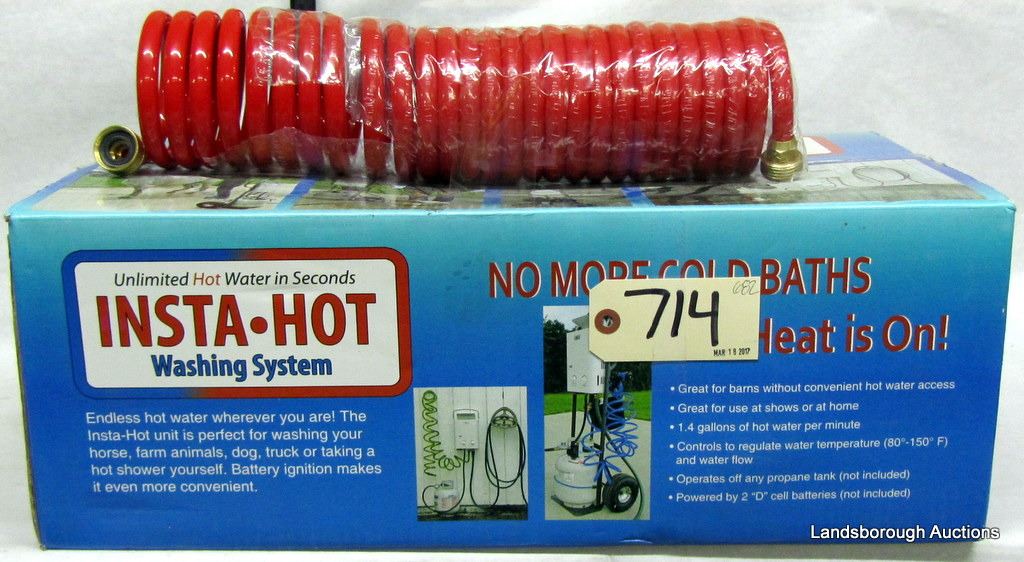 Unlimited Hot Water in Seconds
INSTA•HOT
Washing System
Endless hot water wherever you are! The
Insta-Hot unit is perfect for washing your
horse, farm animals, dog, truck or taking a
hot shower yourself. Battery ignition makes
it even more convenient.
NO MORE COLD BATHS
Heat is On!
682
714
MAR 18 2017
• Great for barns without convenient hot water access
• Great for use at shows or at home
• 1.4 gallons of hot water per minute
• Controls to regulate water temperature (80°-150° F)
and water flow
• Operates off any propane tank (not included)
• Powered by 2 "D" cell batteries (not included)
Landsborough Auctions